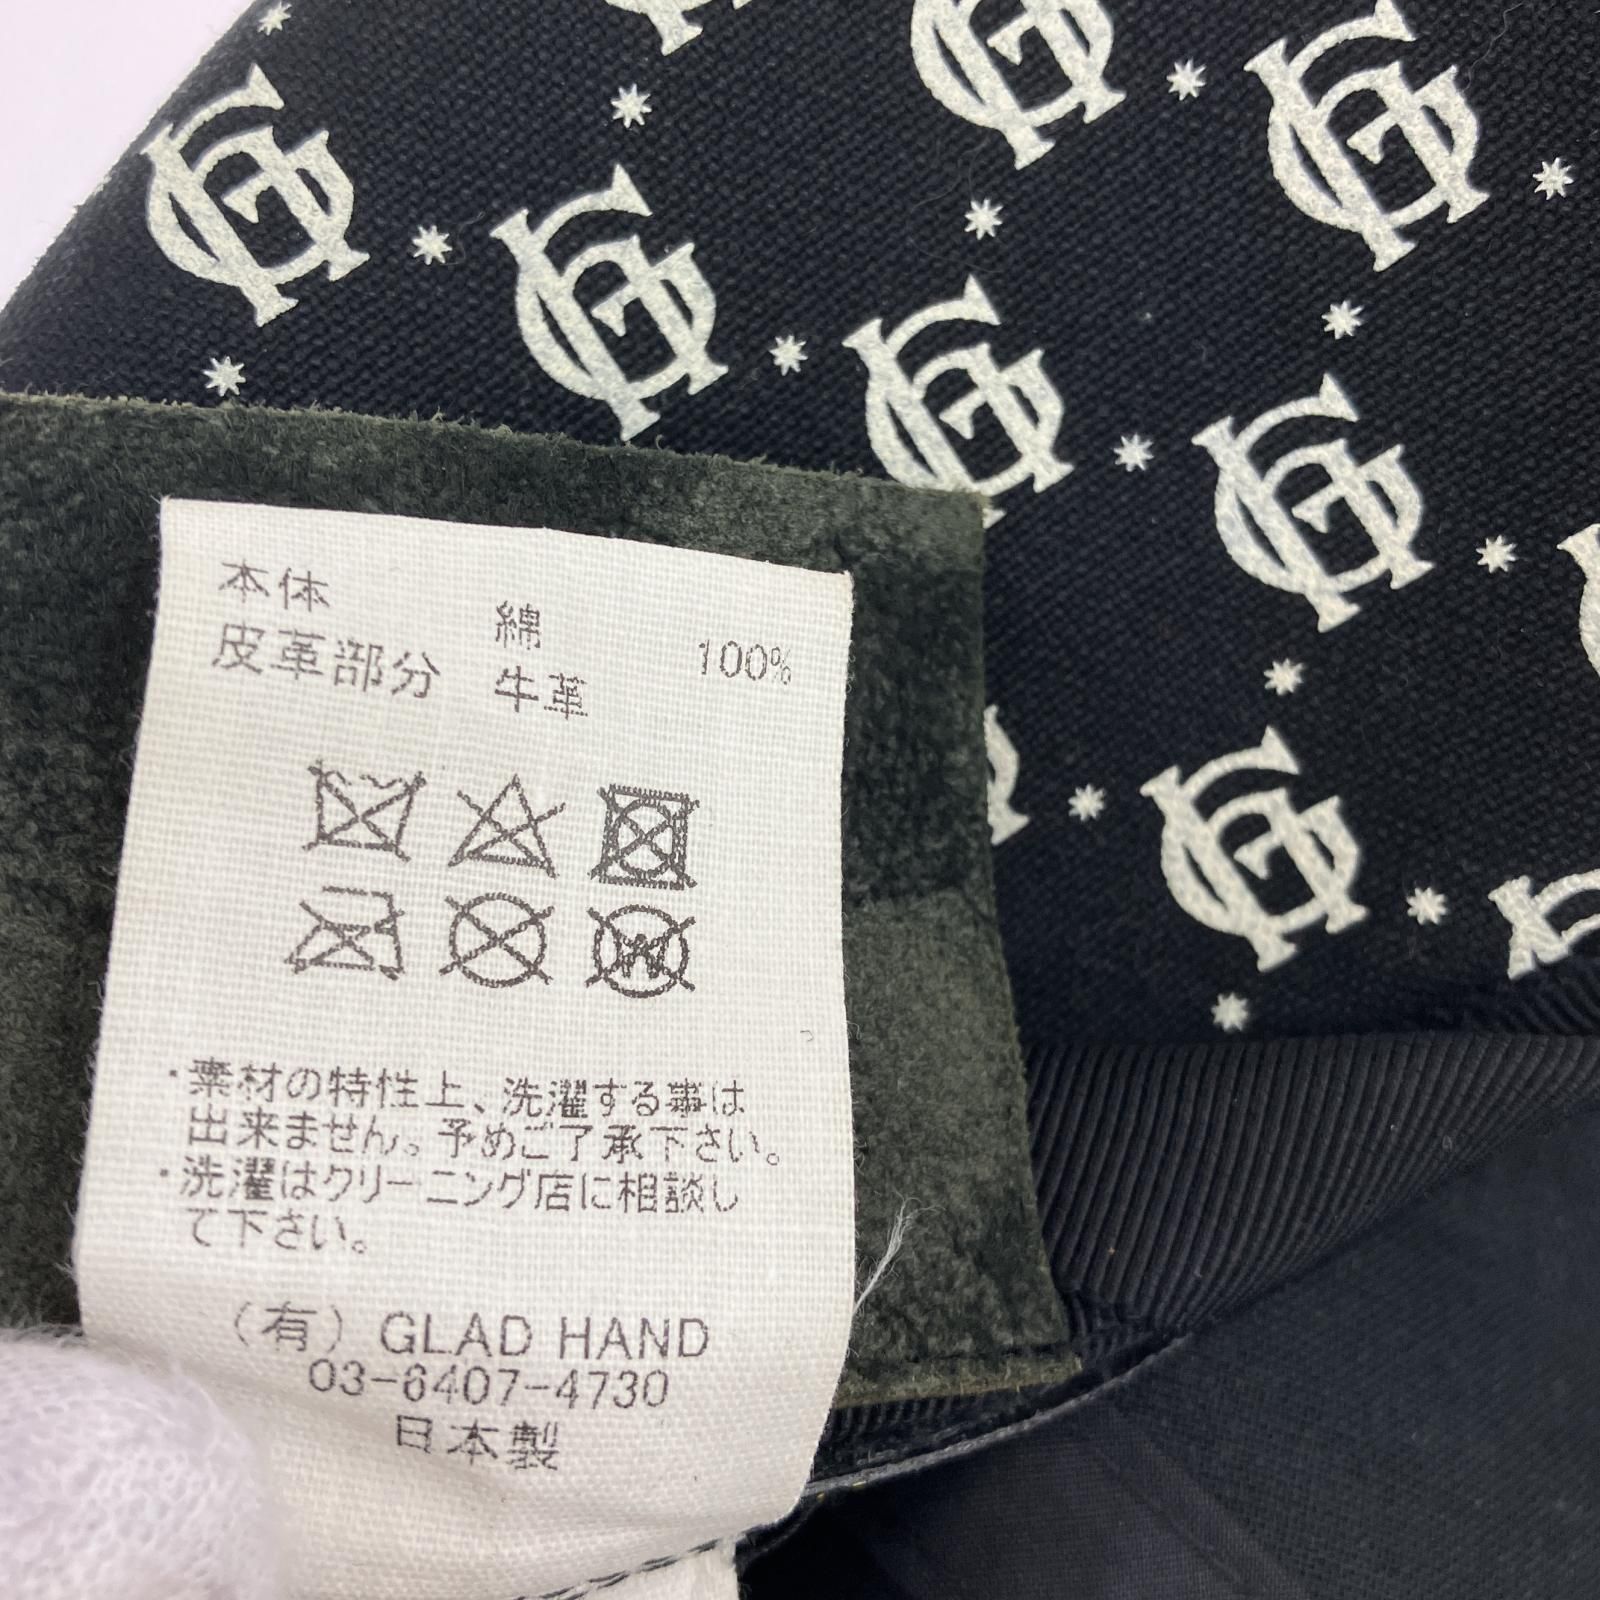 本体 綿 100%
皮革部分 牛革
・素材の特性上、洗濯する事は
出来ません。予めご了承下さい。
・洗濯はクリーニング店に相談し
て下さい。
（有）GLAD HAND
03-6407-4730
日本製